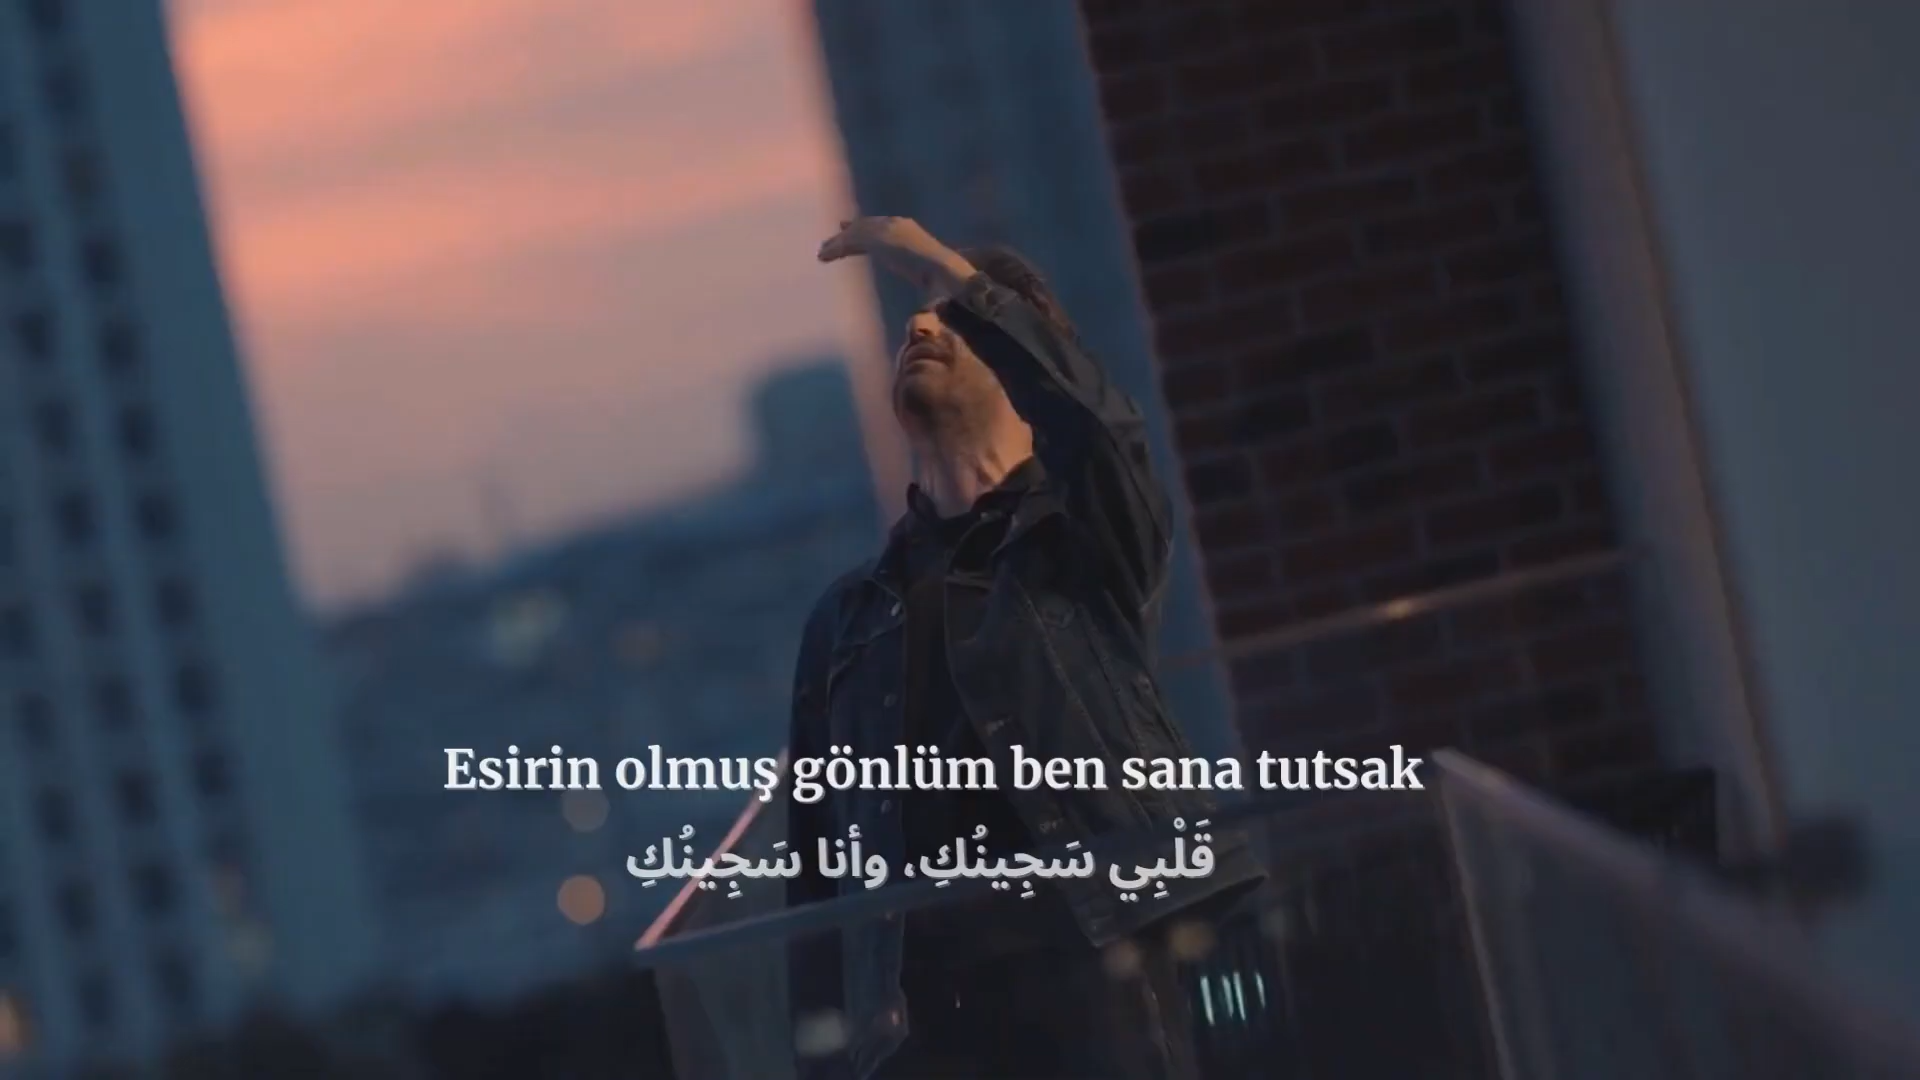 Esirin olmuş gönlüm ben sana tutsak
قَلْبِي سَجِينُكِ، وأنا سَجِينُكِ